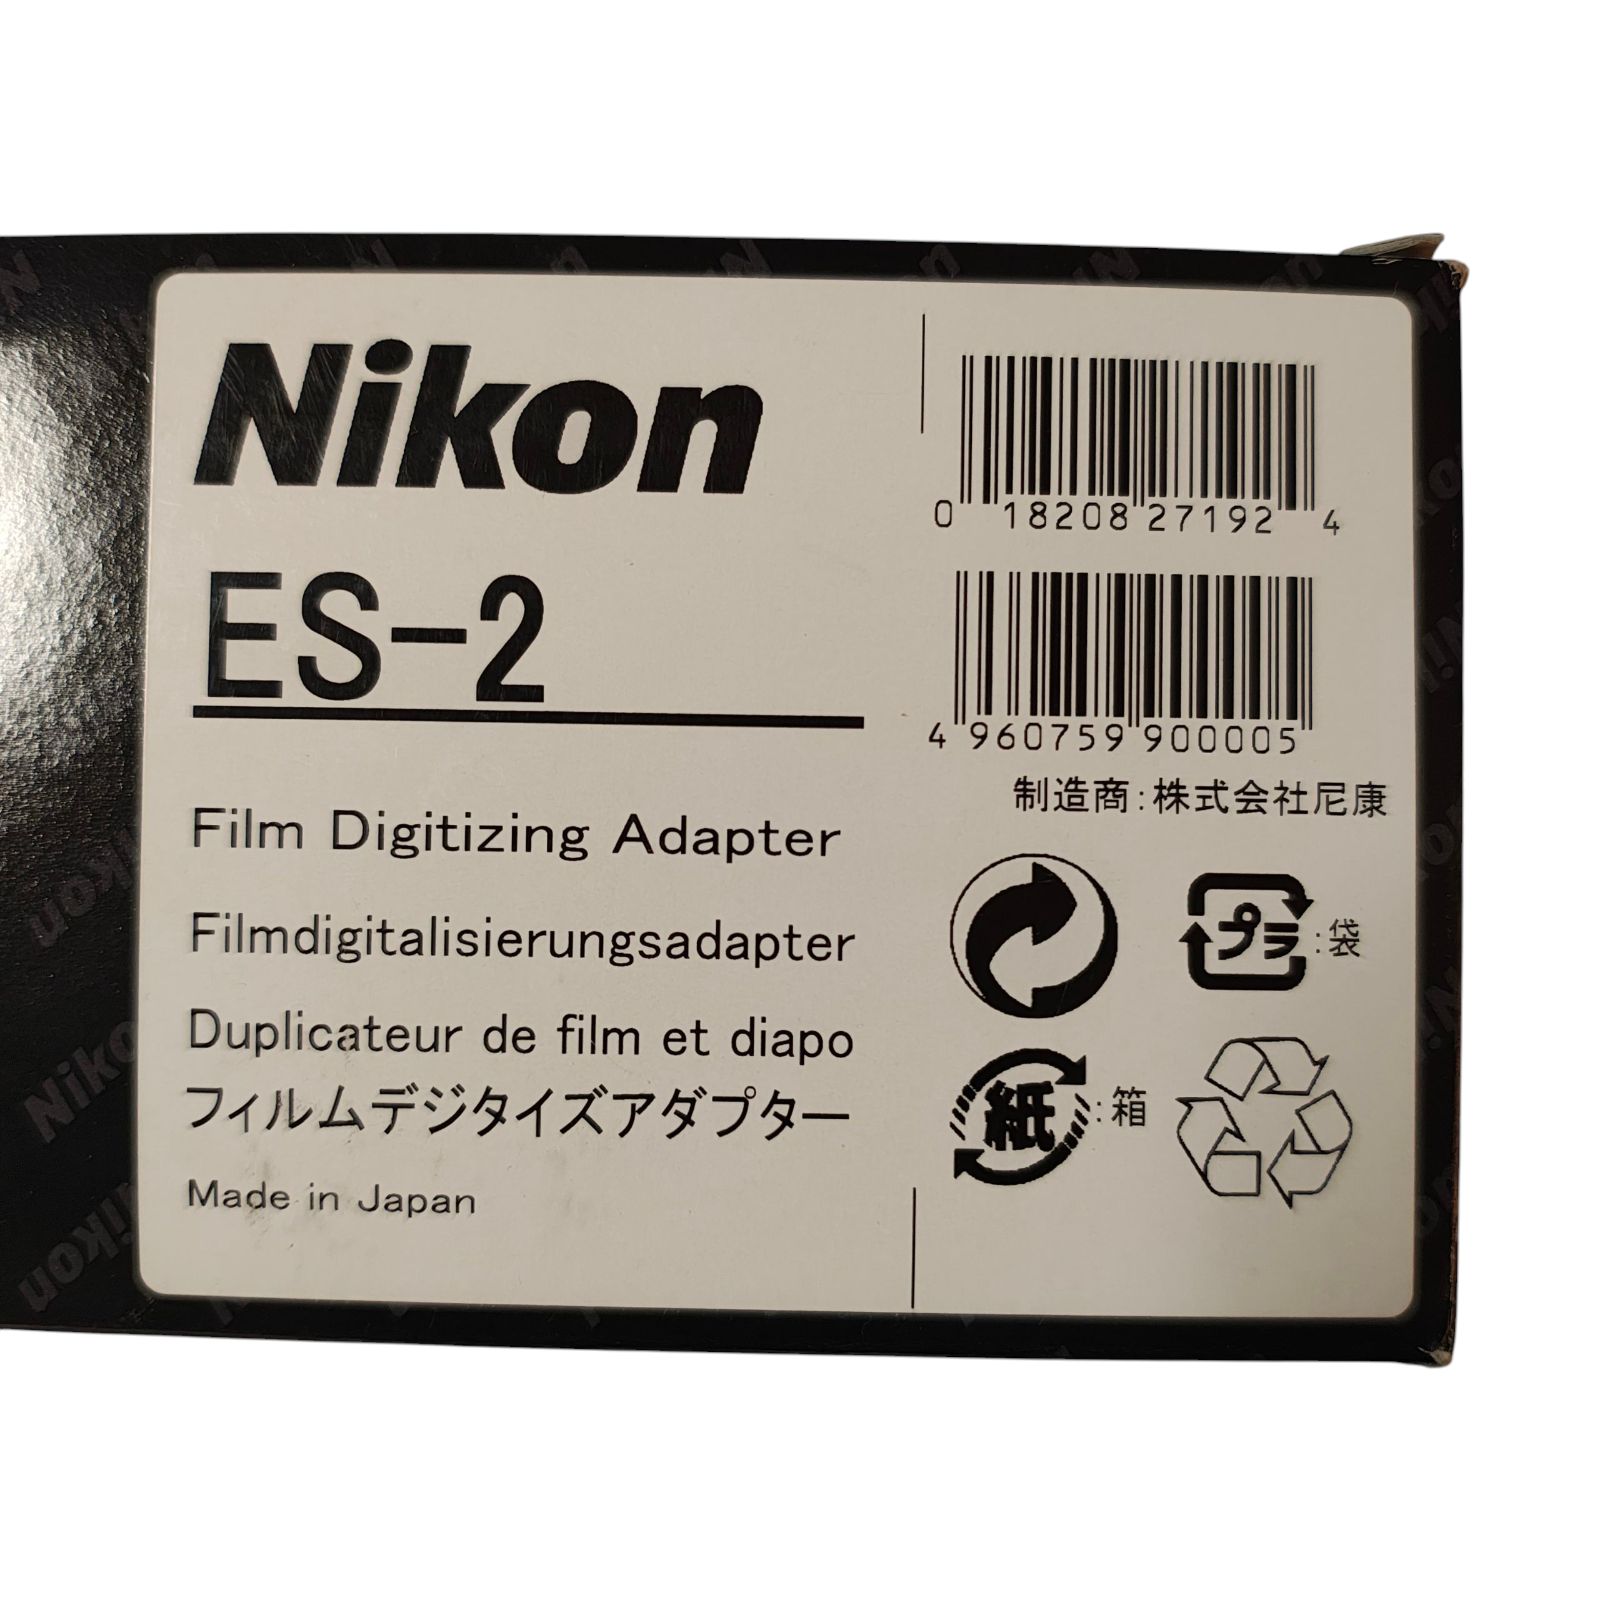 Nikon
ES-2
Film Digitizing Adapter
Filmdigitalisierungsadapter
Duplicateur de film et diapo
フィルムデジタイズアダプター
Made in Japan
0 18208 27192 4
4 960759 900005
制造商:株式会社尼康
プラ:袋
紙:箱